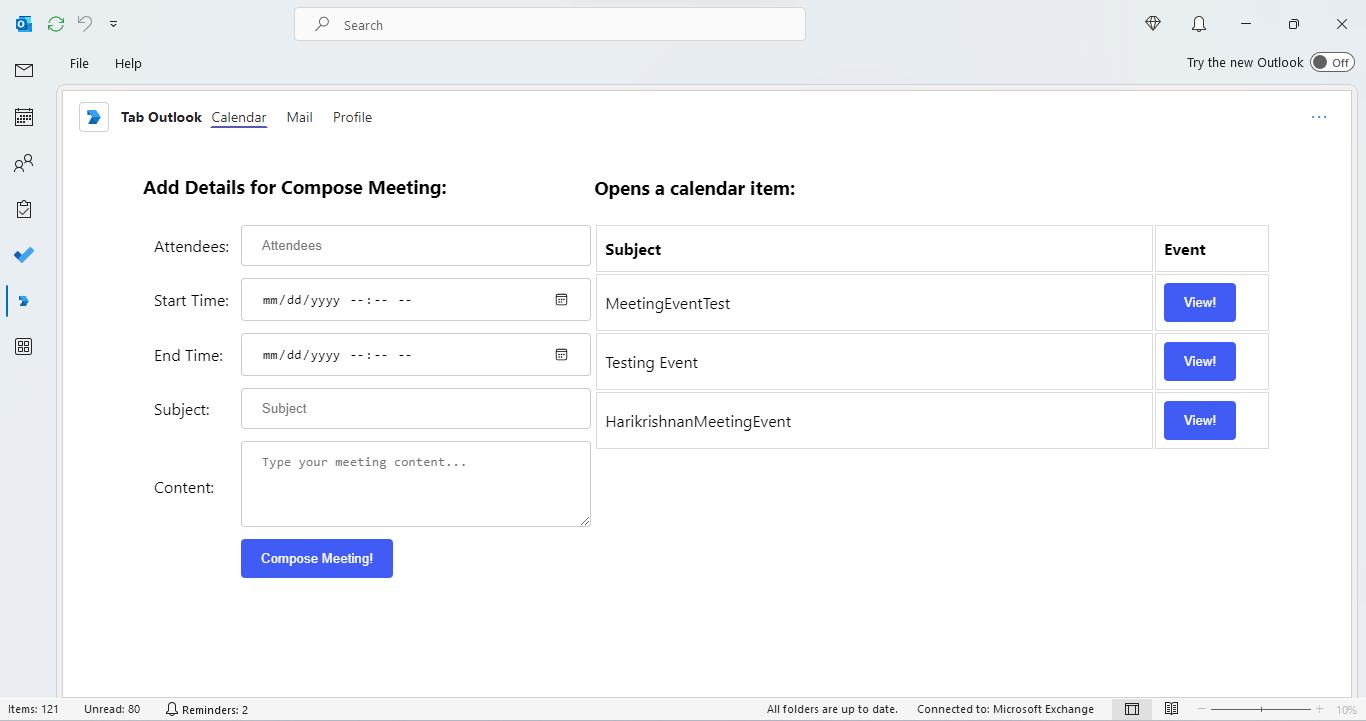 Search
File Help
Try the new Outlook Off
Tab Outlook Calendar Mail Profile
Add Details for Compose Meeting:
Attendees: Attendees
Start Time: mm/dd/yyyy --:-- --
End Time: mm/dd/yyyy --:-- --
Subject: Subject
Content: Type your meeting content...
Compose Meeting!
Opens a calendar item:
Subject Event
MeetingEventTest View!
Testing Event View!
HarikrishnanMeetingEvent View!
Items: 121 Unread: 80 Reminders: 2 All folders are up to date. Connected to: Microsoft Exchange 10%